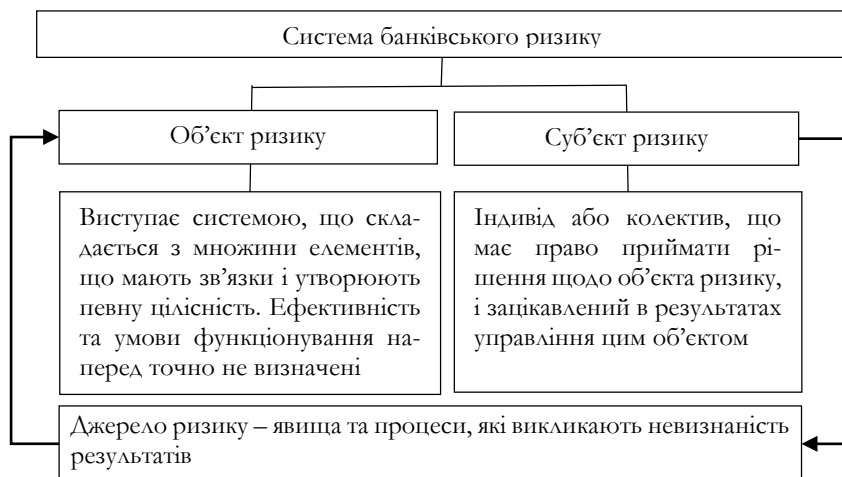 Система банківського ризику
Об’єкт ризику
Суб’єкт ризику
Виступає системою, що скла-
дається з множини елементів,
що мають зв'язки і утворюють
певну цілісність. Ефективність
та умови функціонування на-
перед точно не визначені
Індивід або колектив, що
має право приймати рі-
шення щодо об’єкта ризику,
і зацікавлений в результатах
управління цим об’єктом
Джерело ризику – явища та процеси, які викликають невизнаність
результатів